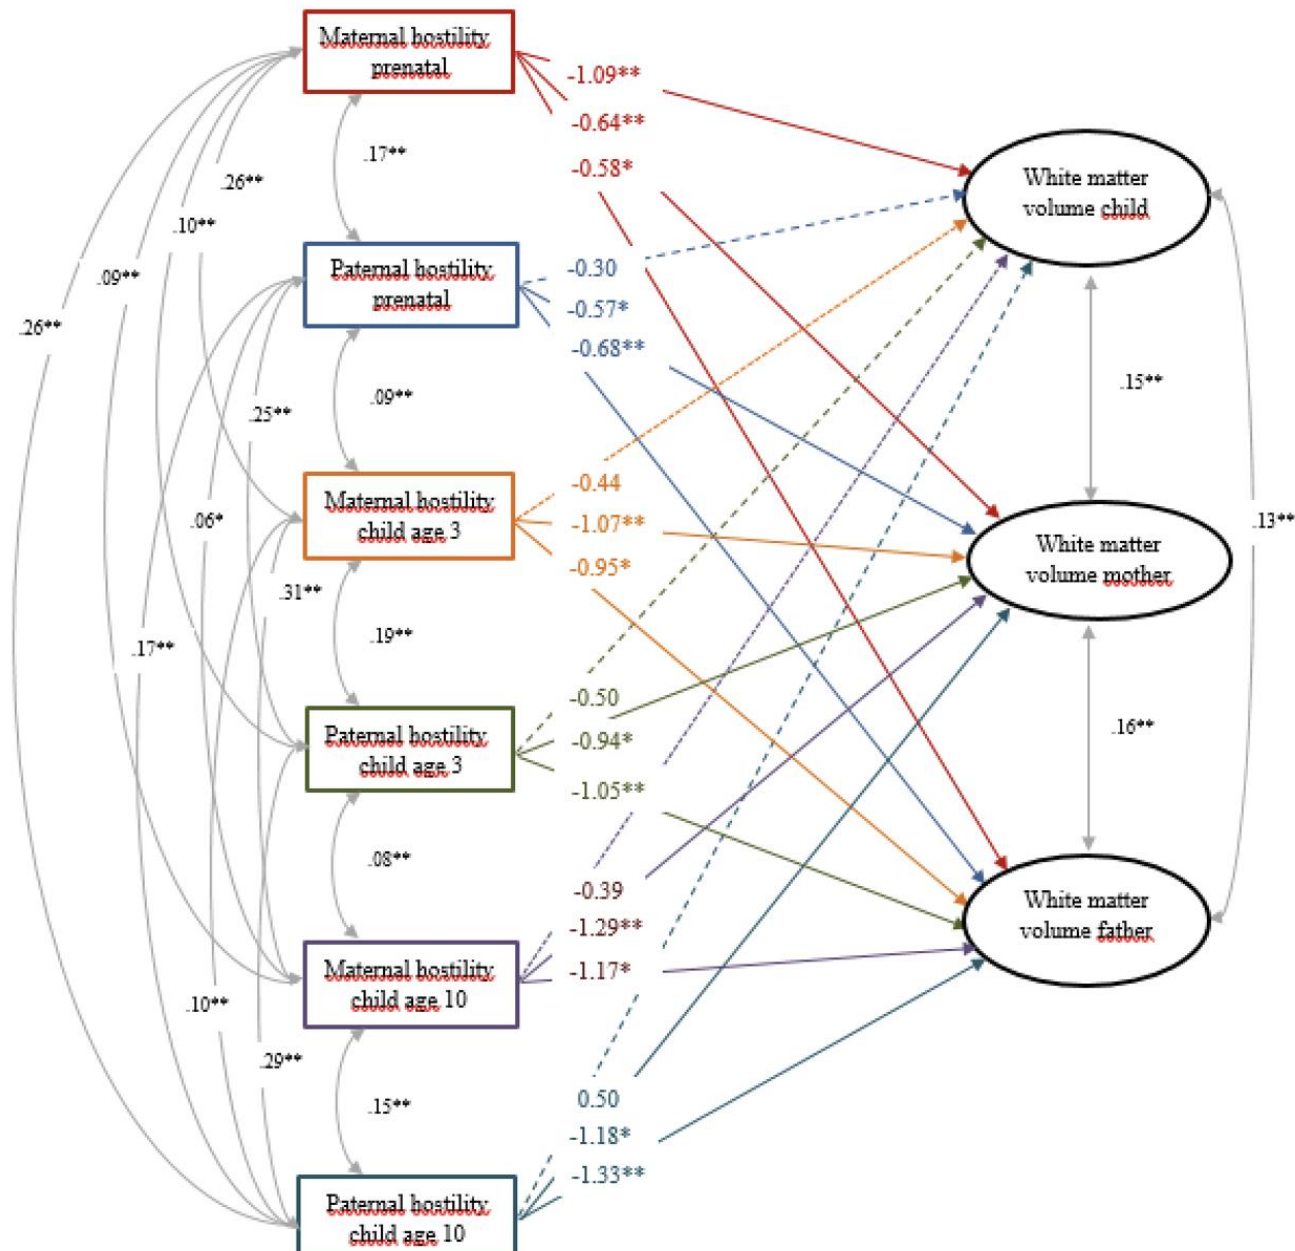 Maternal hostility
prenatal
-1.09**
-0.64**
-0.58*
.17**
.26**
.10**
.09**
.26**
White matter
volume child
Paternal hostility
prenatal
-0.30
-0.57*
-0.68**
.09**
.25**
.15**
Maternal hostility
child age 3
-0.44
-1.07**
-0.95*
.06*
.31**
.19**
.17**
White matter
volume mother
.13**
Paternal hostility
child age 3
-0.50
-0.94*
-1.05**
.16**
.08**
White matter
volume father
Maternal hostility
child age 10
-0.39
-1.29**
-1.17*
.10**
.29**
.15**
0.50
-1.18*
-1.33**
Paternal hostility
child age 10